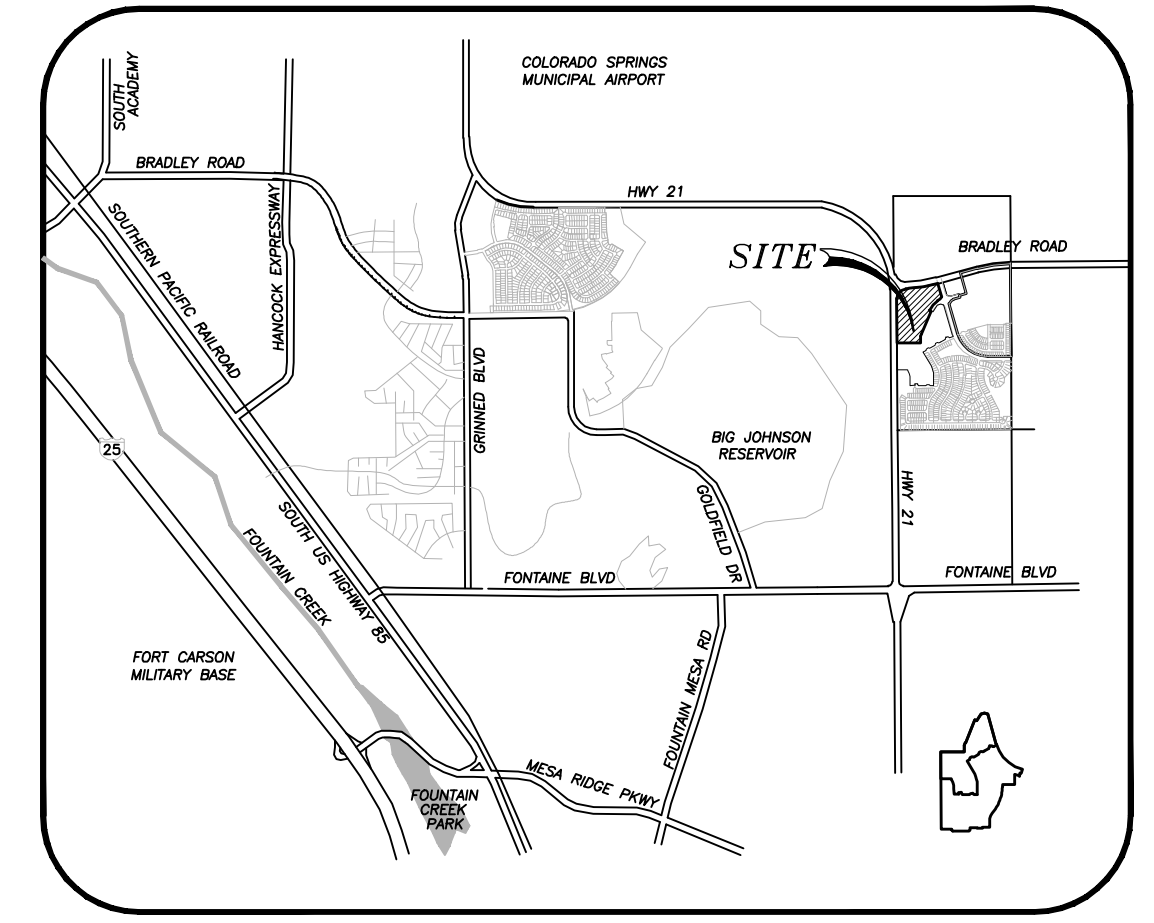 COLORADO SPRINGS
MUNICIPAL AIRPORT
SOUTH
ACADEMY
BRADLEY ROAD
HWY 21
BRADLEY ROAD
SITE
SOUTHERN PACIFIC RAILROAD
HANCOCK EXPRESSWAY
GRINNED BLVD
BIG JOHNSON
RESERVOIR
25
GOLDFIELD DR
HWY 21
SOUTH US HIGHWAY 85
FOUNTAIN CREEK
FONTAINE BLVD
FONTAINE BLVD
FORT CARSON
MILITARY BASE
FOUNTAIN MESA RD
MESA RIDGE PKWY
FOUNTAIN
CREEK
PARK